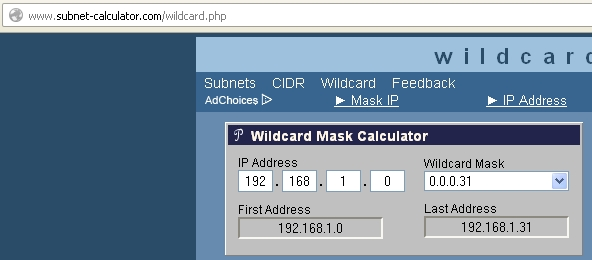 www.subnet-calculator.com/wildcard.php
wildcard
Subnets CIDR Wildcard Feedback
AdChoices ▷ ► Mask IP ► IP Address
Wildcard Mask Calculator
IP Address Wildcard Mask
192 . 168 . 1 . 0 0.0.0.31
First Address Last Address
192.168.1.0 192.168.1.31